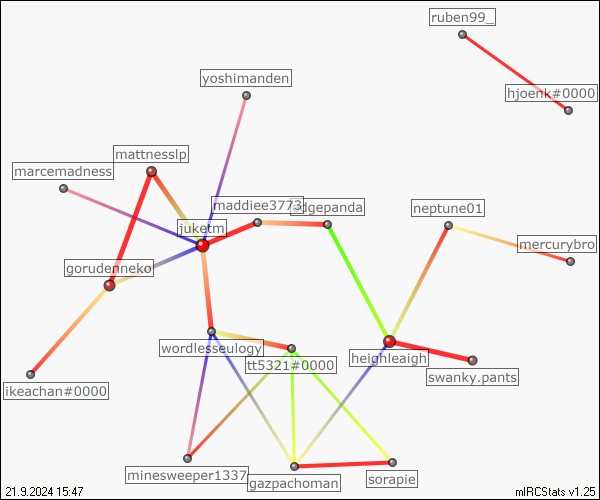 ruben99_
yoshimanden
hjoenk#0000
mattnesslp
marcemadness
maddiee3773
dgepanda
neptune01
juketm
mercurybro
gorudenneko
wordlesseulogy
heighleaigh
tt5321#0000
swanky.pants
ikeachan#0000
minesweeper1337
gazpachoman
sorapie
21.9.2024 15:47
mIRCStats v1.25